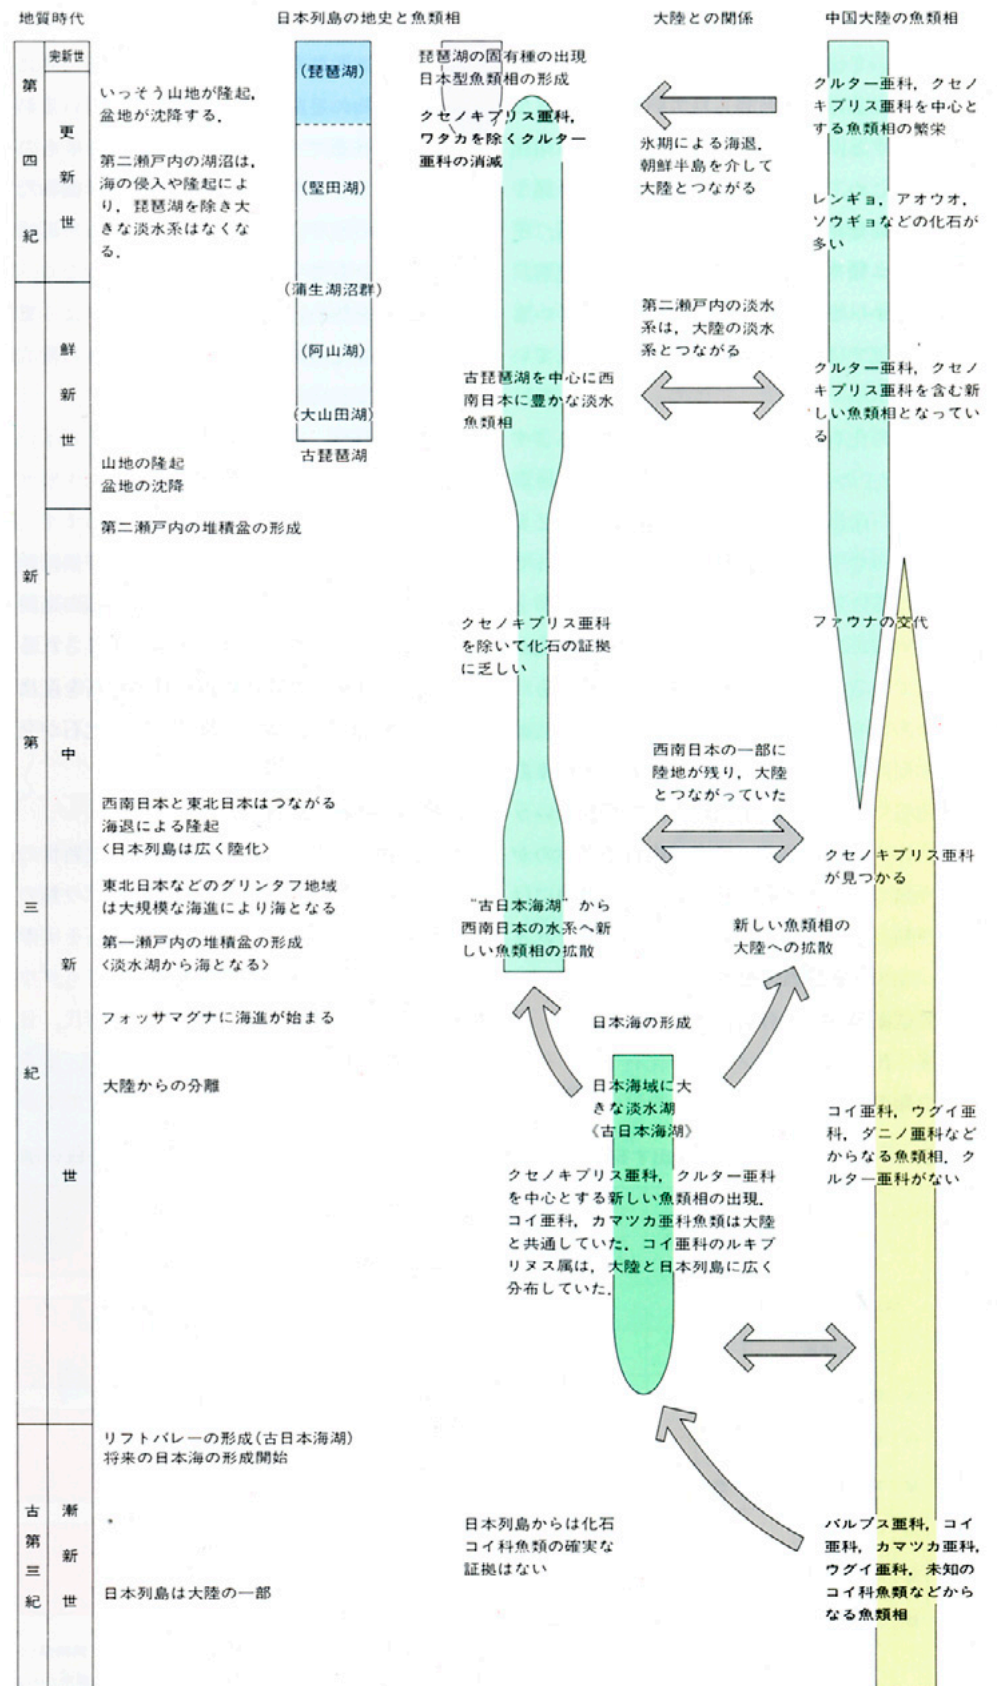 地質時代
日本列島の地史と魚類相
大陸との関係
中国大陸の魚類相
第四紀
完新世
更新世
鮮新世
新第三紀
中新世
古第三紀
漸新世
いっそう山地が隆起,
盆地が沈降する.
第二瀬戸内の湖沼は,
海の侵入や隆起によ
り, 琵琶湖を除き大
きな淡水系はなくな
る.
山地の隆起
盆地の沈降
第二瀬戸内の堆積盆の形成
西南日本と東北日本はつながる
海退による隆起
<日本列島は広く陸化>
東北日本などのグリンタフ地域
は大規模な海進により海となる
第一瀬戸内の堆積盆の形成
<淡水湖から海となる>
フォッサマグナに海進が始まる
大陸からの分離
リフトバレーの形成(古日本海湖)
将来の日本海の形成開始
日本列島は大陸の一部
(琵琶湖)
(堅田湖)
(蒲生湖沼群)
(阿山湖)
(大山田湖)
古琵琶湖
琵琶湖の固有種の出現
日本型魚類相の形成
クセノキプリス亜科,
ワタカを除くクルター
亜科の消滅
古琵琶湖を中心に西
南日本に豊かな淡水
魚類相
クセノキプリス亜科
を除いて化石の証拠
に乏しい
“古日本海湖”から
西南日本の水系へ新
しい魚類相の拡散
日本海の形成
日本海域に大
きな淡水湖
《古日本海湖》
クセノキプリス亜科, クルター亜科
を中心とする新しい魚類相の出現.
コイ亜科, カマツカ亜科魚類は大陸
と共通していた. コイ亜科のルキプ
リヌス属は, 大陸と日本列島に広く
分布していた.
日本列島からは化石
コイ科魚類の確実な
証拠はない
氷期による海退,
朝鮮半島を介して
大陸とつながる
第二瀬戸内の淡水
系は, 大陸の淡水
系とつながる
西南日本の一部に
陸地が残り, 大陸
とつながっていた
新しい魚類相の
大陸への拡散
クルター亜科, クセノ
キプリス亜科を中心と
する魚類相の繁栄
レンギョ, アオウオ,
ソウギョなどの化石が
多い
クルター亜科, クセノ
キプリス亜科を含む新
しい魚類相となってい
る
ファウナの交代
クセノキプリス亜科
が見つかる
コイ亜科, ウグイ亜
科, ダニノ亜科など
からなる魚類相. ク
ルター亜科がない
バルブス亜科, コイ
亜科, カマツカ亜科,
ウグイ亜科, 未知の
コイ科魚類などから
なる魚類相